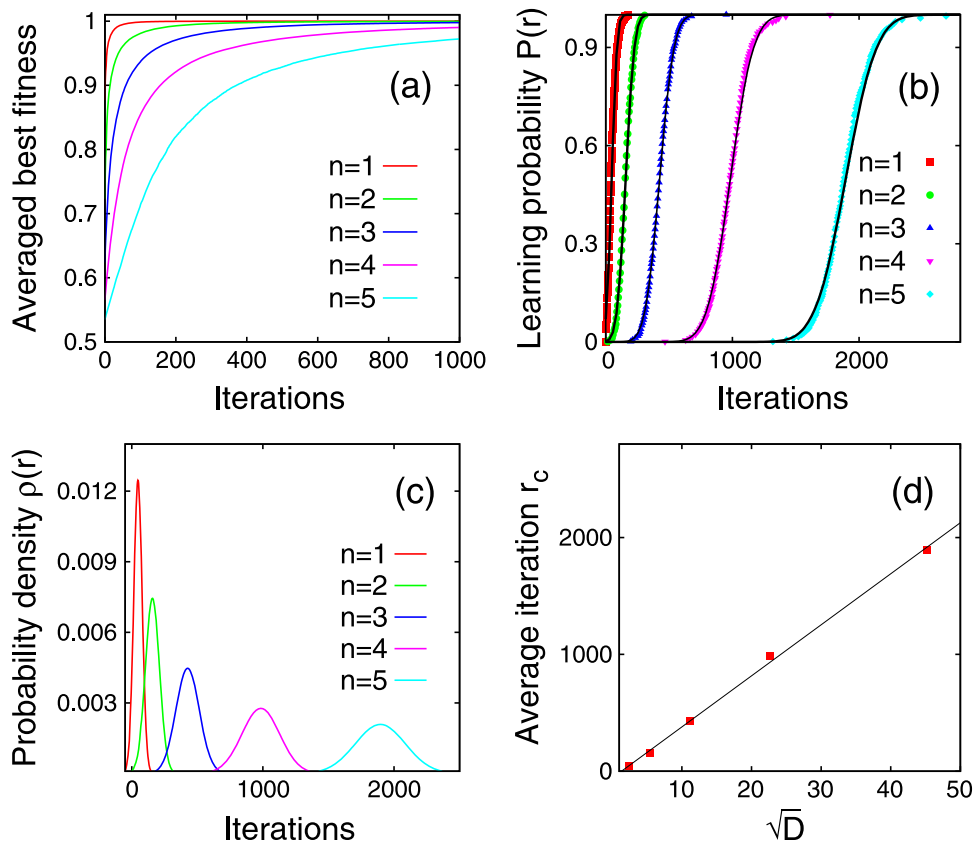 Averaged best fitness
1
0.9
0.8
0.7
0.6
0.5
(a)
n=1
n=2
n=3
n=4
n=5
0
200
400
600
800
1000
Iterations
Learning probability P(r)
0.9
0.6
0.3
0
(b)
n=1
n=2
n=3
n=4
n=5
0
1000
2000
Iterations
Probability density ρ(r)
0.012
0.009
0.006
0.003
(c)
n=1
n=2
n=3
n=4
n=5
0
1000
2000
Iterations
Average iteration r_c
2000
1000
0
(d)
10
20
30
40
50
√D